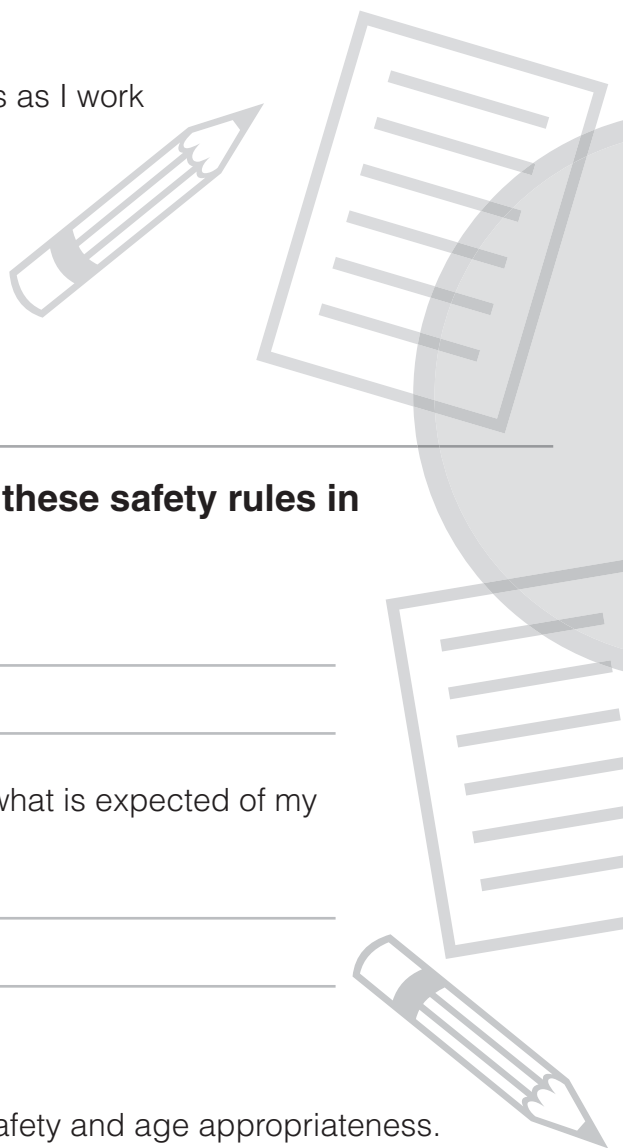 s as I work
these safety rules in
what is expected of my
afety and age appropriateness.